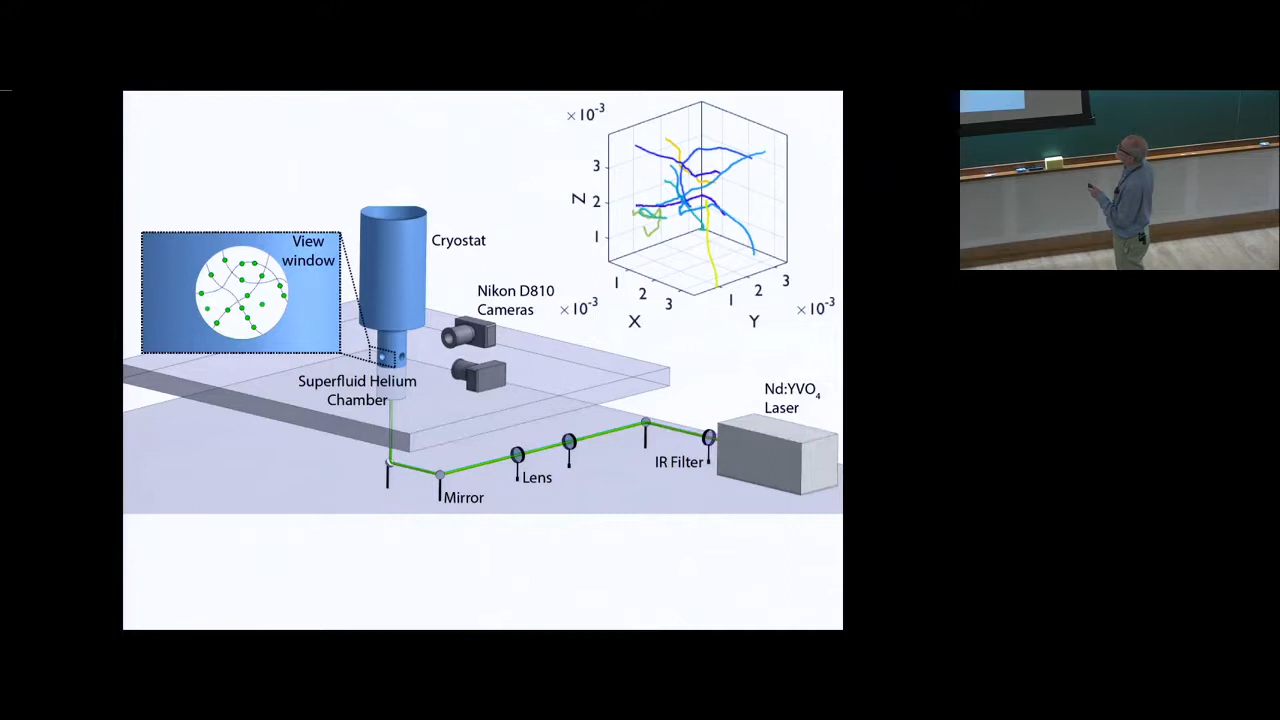 ×10⁻³
3
Z 2
1
1
2
3
1
2
3
×10⁻³
×10⁻³
X
Y
View
window
Cryostat
Nikon D810
Cameras
Superfluid Helium
Chamber
Nd:YVO₄
Laser
IR Filter
Lens
Mirror